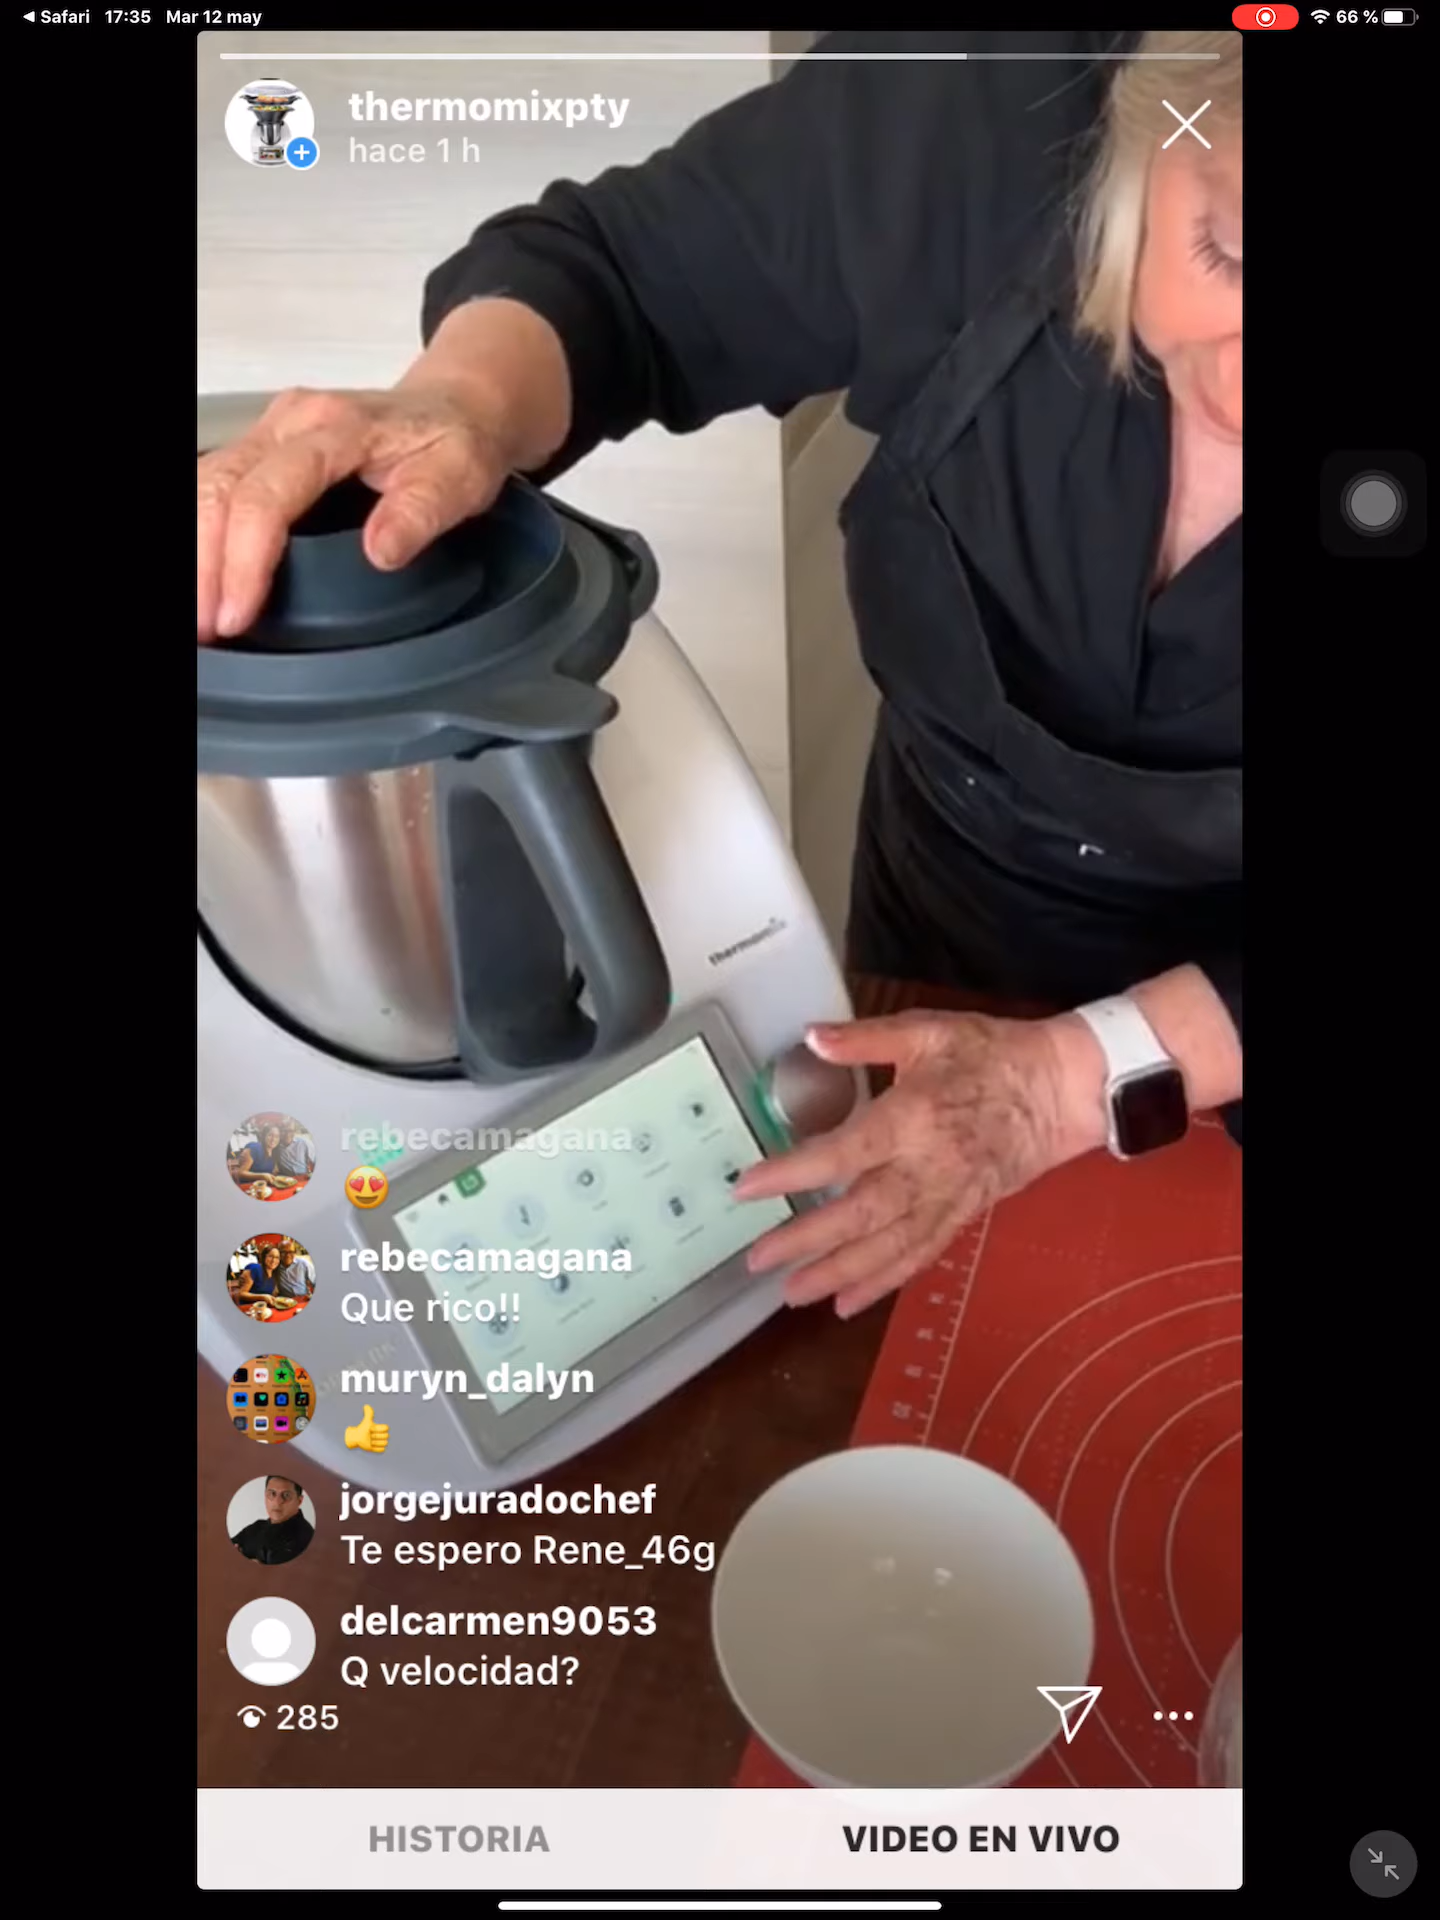 Safari 17:35 Mar 12 may
66 %
thermomixpty
hace 1 h
thermomix
rebecamagana
😍
rebecamagana
Que rico!!
muryn_dalyn
👍
jorgejuradochef
Te espero Rene_46g
delcarmen9053
Q velocidad?
285
HISTORIA
VIDEO EN VIVO